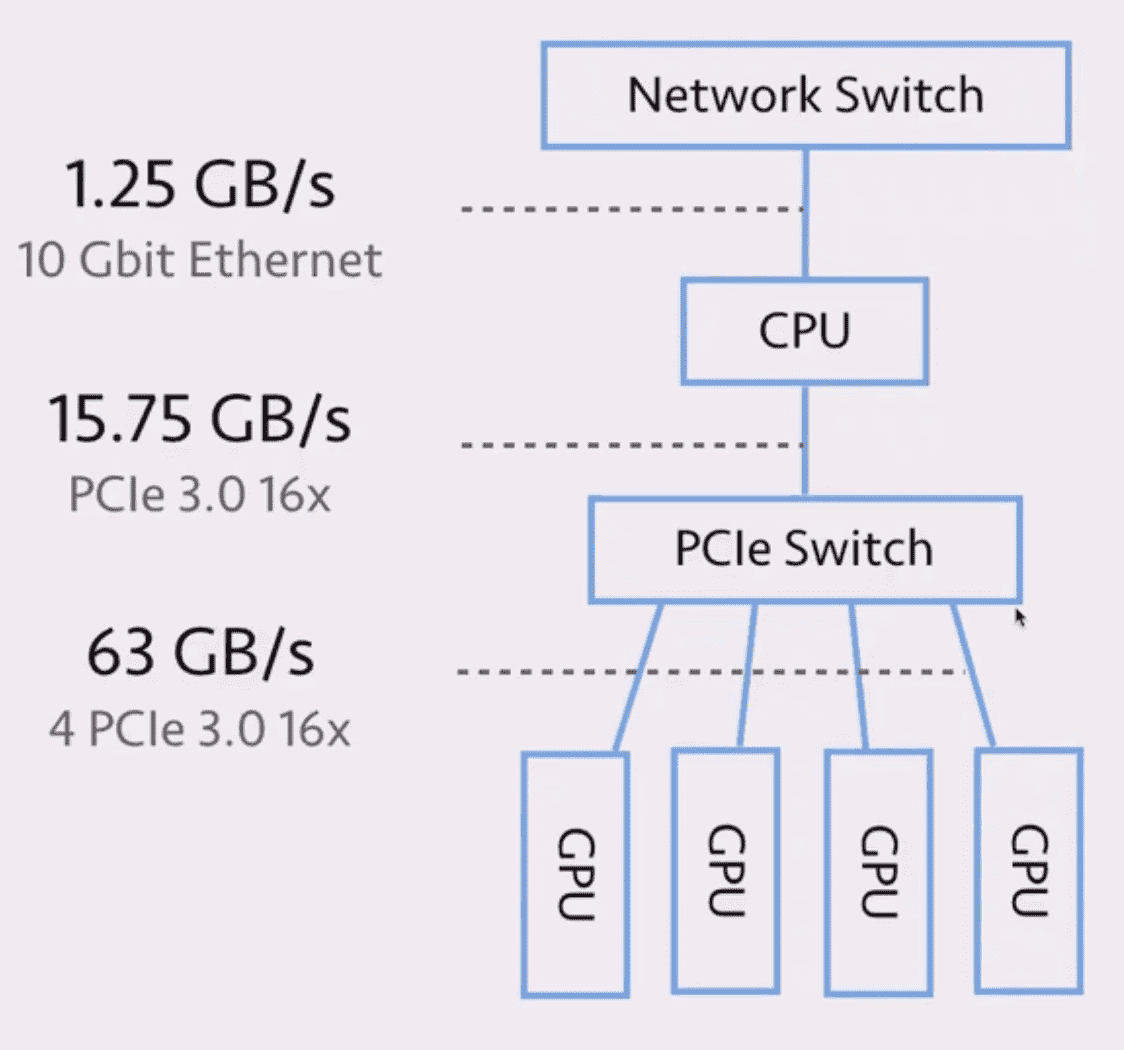 Network Switch
1.25 GB/s
10 Gbit Ethernet
CPU
15.75 GB/s
PCIe 3.0 16x
PCIe Switch
63 GB/s
4 PCIe 3.0 16x
GPU
GPU
GPU
GPU